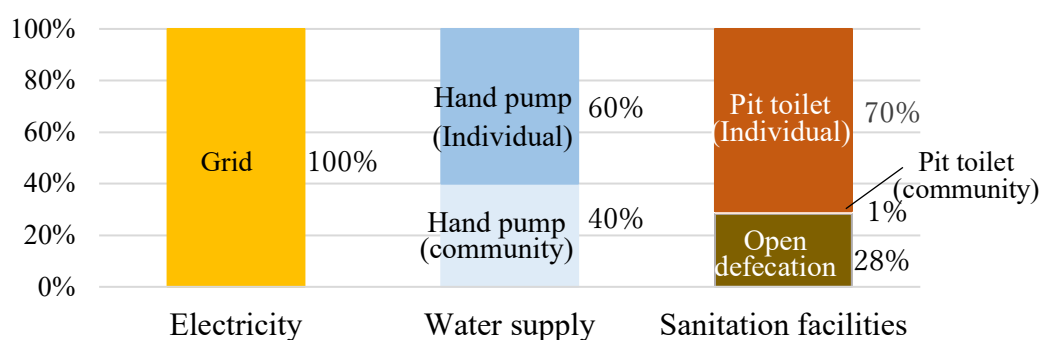 100%
80%
60%
40%
20%
0%
Grid
100%
Hand pump
(Individual)
60%
Hand pump
(community)
40%
Pit toilet
(Individual)
70%
Pit toilet
(community)
1%
Open
defecation
28%
Electricity
Water supply
Sanitation facilities